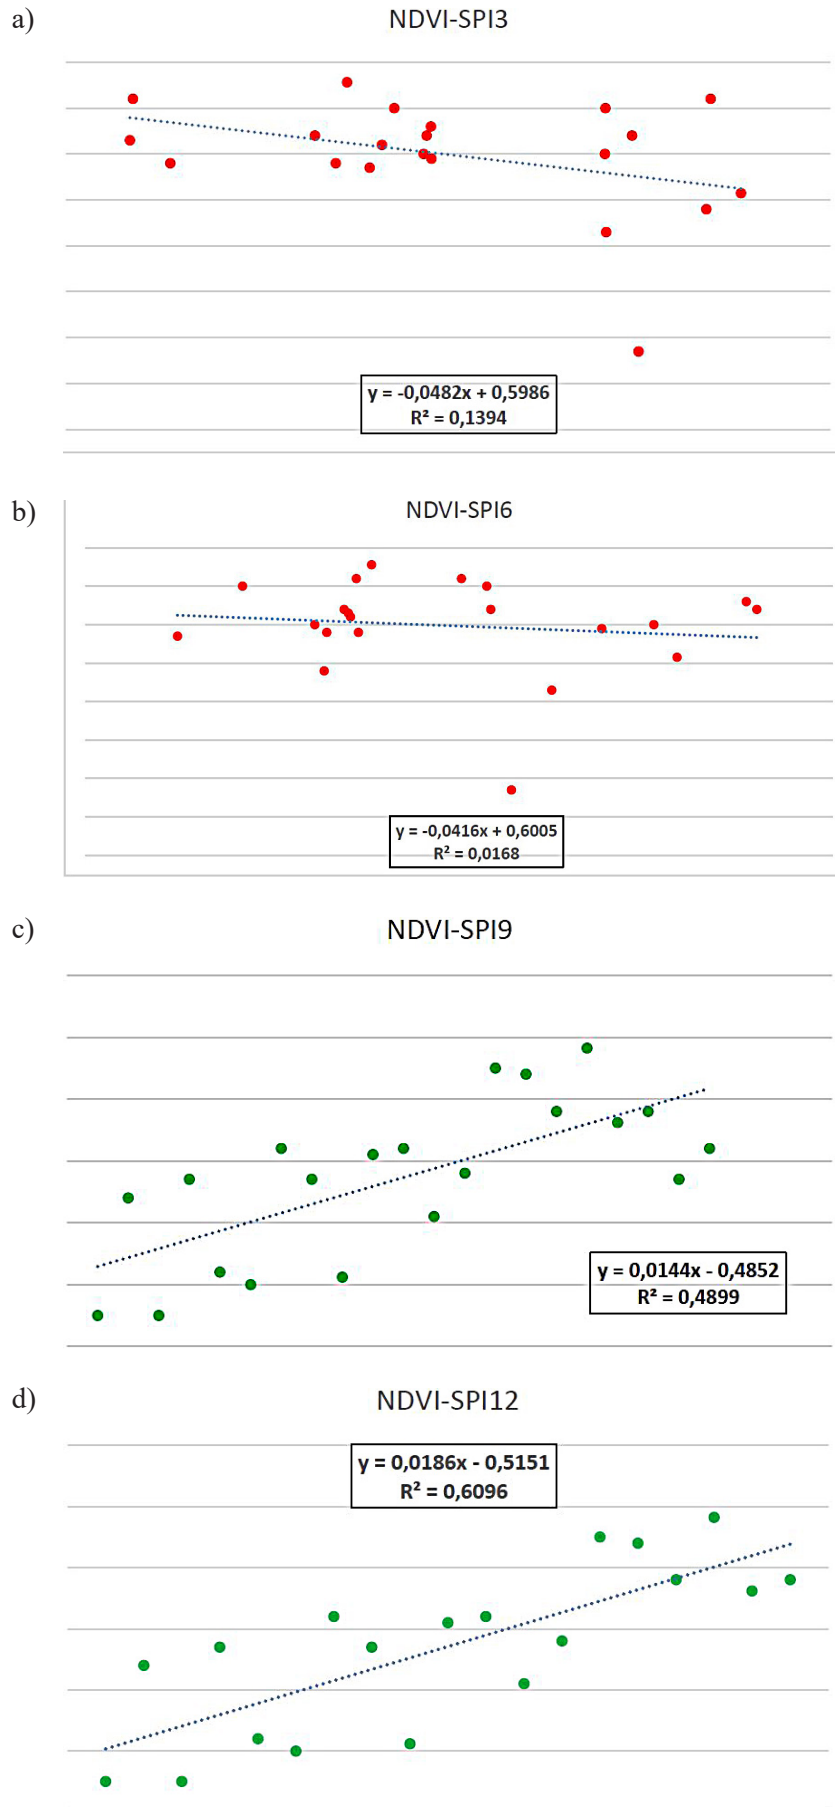 a)
NDVI-SPI3
y = -0,0482x + 0,5986
R² = 0,1394
b)
NDVI-SPI6
y = -0,0416x + 0,6005
R² = 0,0168
c)
NDVI-SPI9
y = 0,0144x - 0,4852
R² = 0,4899
d)
NDVI-SPI12
y = 0,0186x - 0,5151
R² = 0,6096